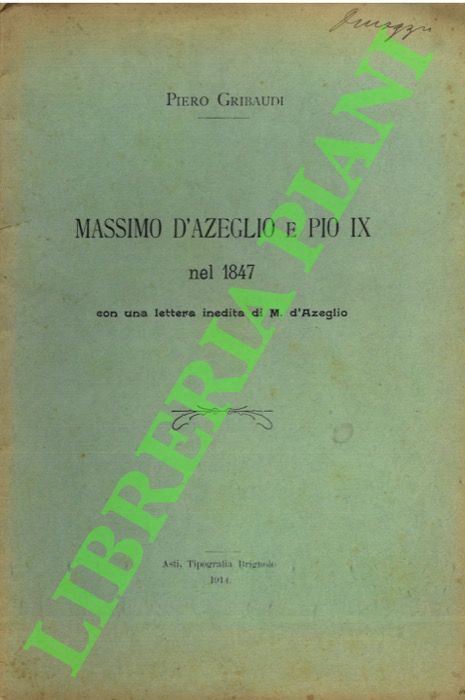 Omaggio
PIERO GRIBAUDI
MASSIMO D'AZEGLIO E PIO IX
nel 1847
con una lettera inedita di M. d'Azeglio
Asti, Tipografia Brignolo
1914.
LIBRERIA PIANI